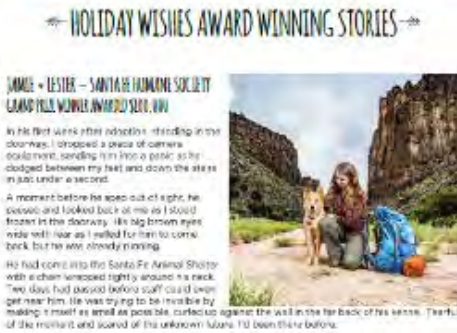 HOLIDAY WISHES AWARD WINNING STORIES
JAMIE + LESTER – SANTA FE HUMANE SOCIETY
GRAND PRIZE WINNER AWARDED $100,000
In his first week after adoption, standing in the
doorway, I dropped a piece of camera
equipment, sending him into a panic as he
dodged between my feet and down the stairs
in just under a second.
A moment before he sped out of sight, he
paused and looked back at me as I stood
frozen in the doorway. His big brown eyes
wide with fear as I yelled for him to come
back, but he was already running.
He had come into the Santa Fe Animal Shelter
with a chain wrapped tightly around his neck.
Two days had passed before staff could even
get near him. He was trying to be invisible by
making himself as small as possible, curled up against the wall in the far back of his kennel. Tearful
of the moment and scared of the unknown future. I'd been there before.